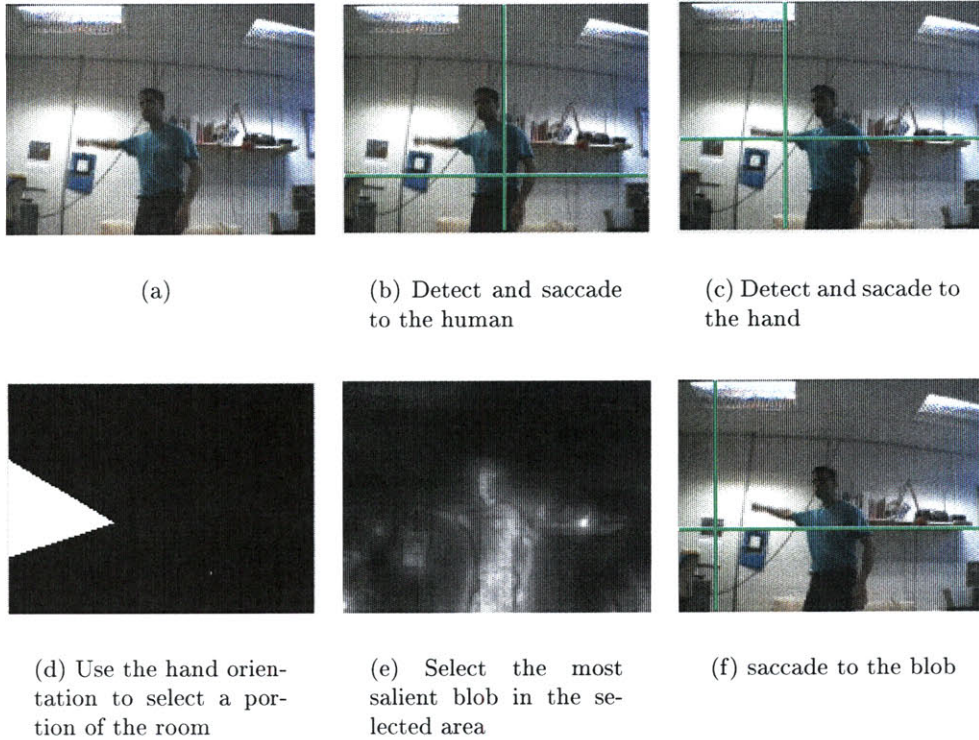 (a)
(b) Detect and saccade
to the human
(c) Detect and sacade to
the hand
(d) Use the hand orien-
tation to select a por-
tion of the room
(e) Select the most
salient blob in the se-
lected area
(f) saccade to the blob